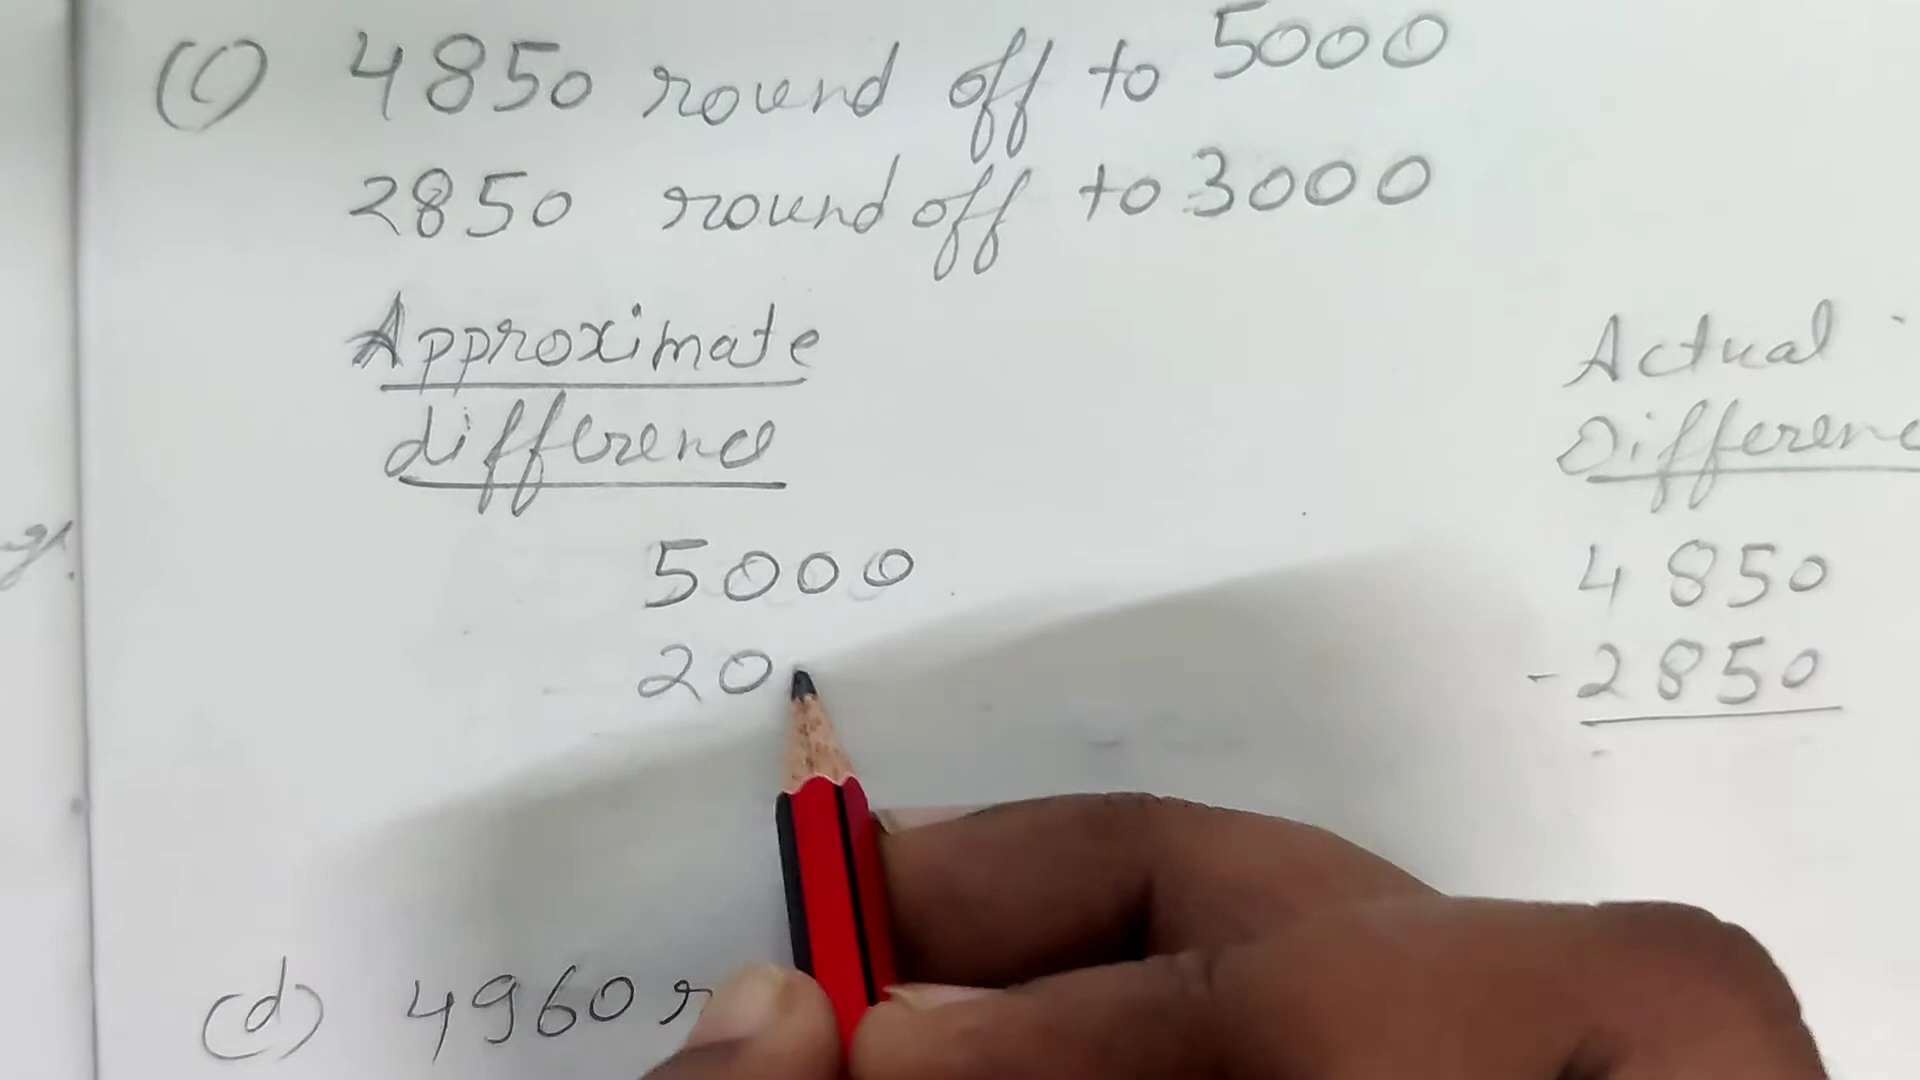 (c) 4850 round off to 5000
2850 round off to 3000
Approximate
difference
5000
20
Actual
Differenc
4850
- 2850
(d) 4960 r